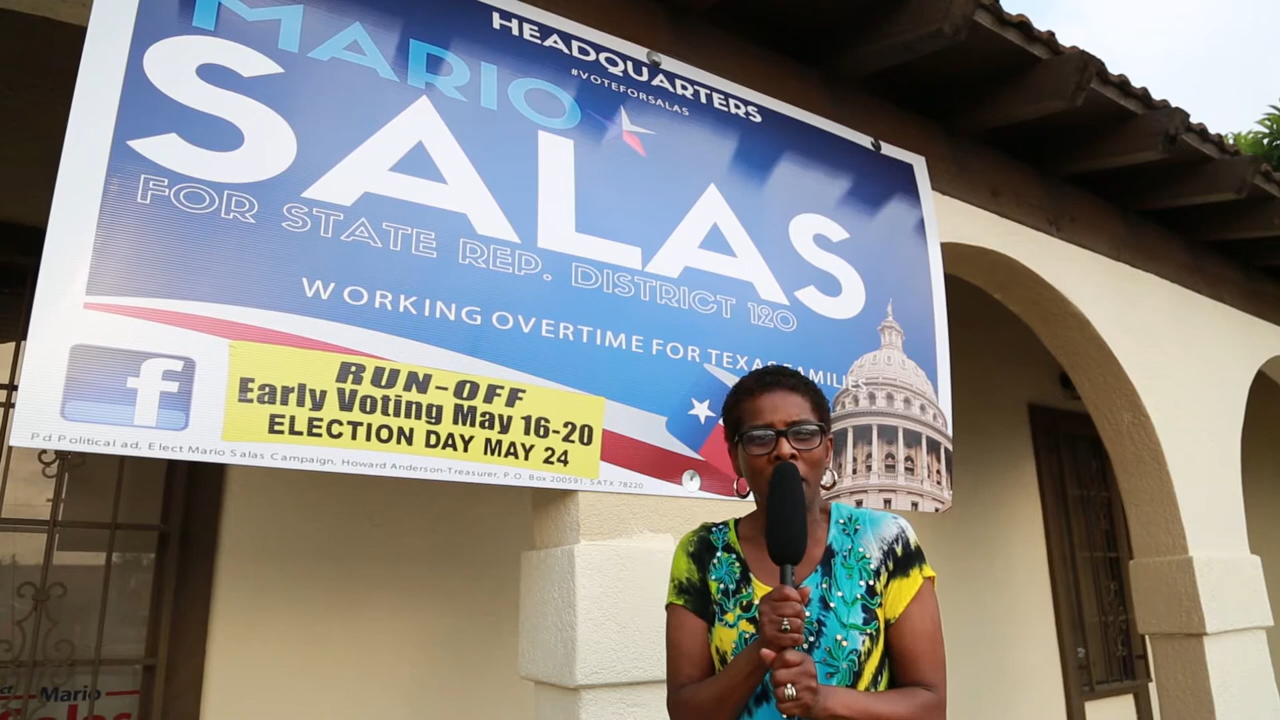 HEADQUARTERS
#VOTEFORSALAS
MARIO
SALAS
FOR STATE REP. DISTRICT 120
WORKING OVERTIME FOR TEXAS FAMILIES
f
RUN-OFF
Early Voting May 16-20
ELECTION DAY MAY 24
Pd Political ad, Elect Mario Salas Campaign, Howard Anderson-Treasurer, P.O. Box 200591, SATX 78220
Mario
Salas